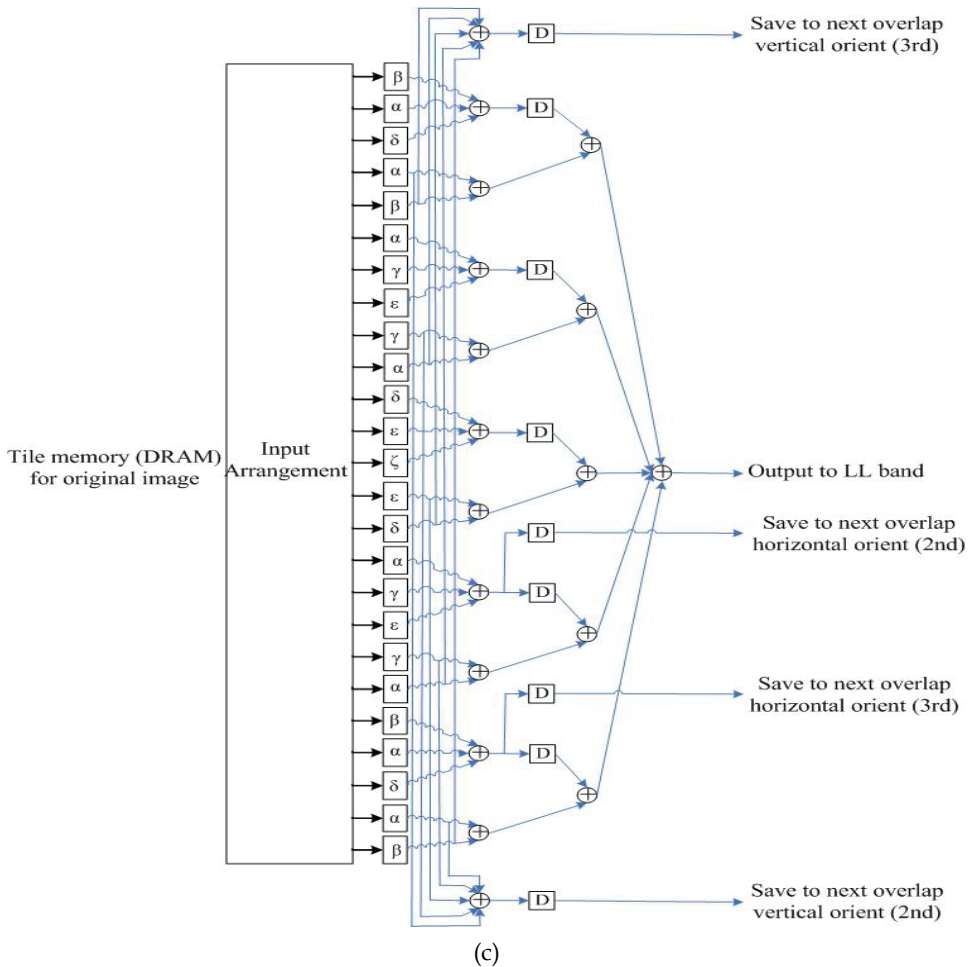 Save to next overlap
vertical orient (3rd)
D
β
α
δ
α
β
α
γ
ε
γ
α
δ
ε
ζ
ε
δ
α
γ
ε
γ
α
β
α
δ
α
β
D
D
D
Tile memory (DRAM)
for original image
Input
Arrangement
Output to LL band
D
Save to next overlap
horizontal orient (2nd)
D
D
Save to next overlap
horizontal orient (3rd)
D
D
Save to next overlap
vertical orient (2nd)
(c)